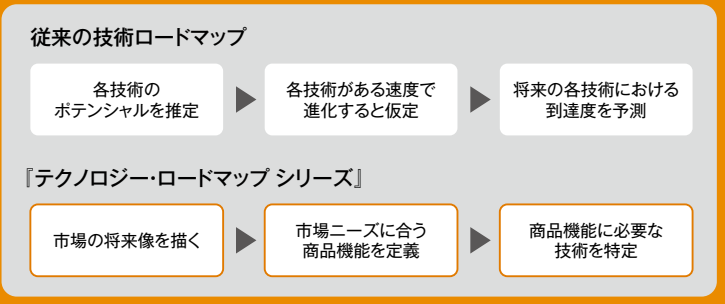 従来の技術ロードマップ
各技術の
ポテンシャルを推定
各技術がある速度で
進化すると仮定
将来の各技術における
到達度を予測
『テクノロジー・ロードマップ シリーズ』
市場の将来像を描く
市場ニーズに合う
商品機能を定義
商品機能に必要な
技術を特定